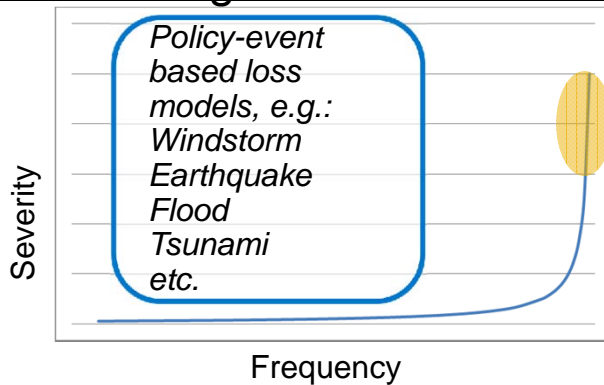 Policy-event
based loss
models, e.g.:
Windstorm
Earthquake
Flood
Tsunami
etc.
Severity
Frequency